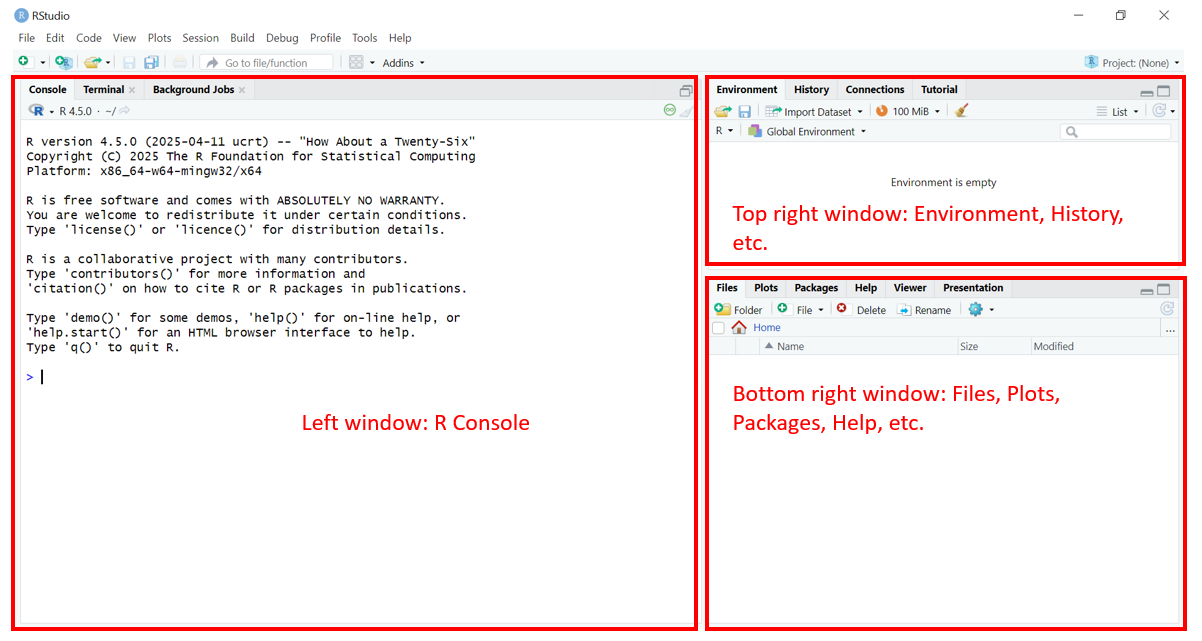 RStudio
File Edit Code View Plots Session Build Debug Profile Tools Help
Go to file/function Addins Project: (None)
Console Terminal Background Jobs
R 4.5.0 · ~/
R version 4.5.0 (2025-04-11 ucrt) -- "How About a Twenty-Six"
Copyright (C) 2025 The R Foundation for Statistical Computing
Platform: x86_64-w64-mingw32/x64
R is free software and comes with ABSOLUTELY NO WARRANTY.
You are welcome to redistribute it under certain conditions.
Type 'license()' or 'licence()' for distribution details.
R is a collaborative project with many contributors.
Type 'contributors()' for more information and
'citation()' on how to cite R or R packages in publications.
Type 'demo()' for some demos, 'help()' for on-line help, or
'help.start()' for an HTML browser interface to help.
Type 'q()' to quit R.
>
Left window: R Console
Environment History Connections Tutorial
Import Dataset 100 MiB List
R Global Environment
Environment is empty
Top right window: Environment, History,
etc.
Files Plots Packages Help Viewer Presentation
Folder File Delete Rename
Home ...
Name Size Modified
Bottom right window: Files, Plots,
Packages, Help, etc.